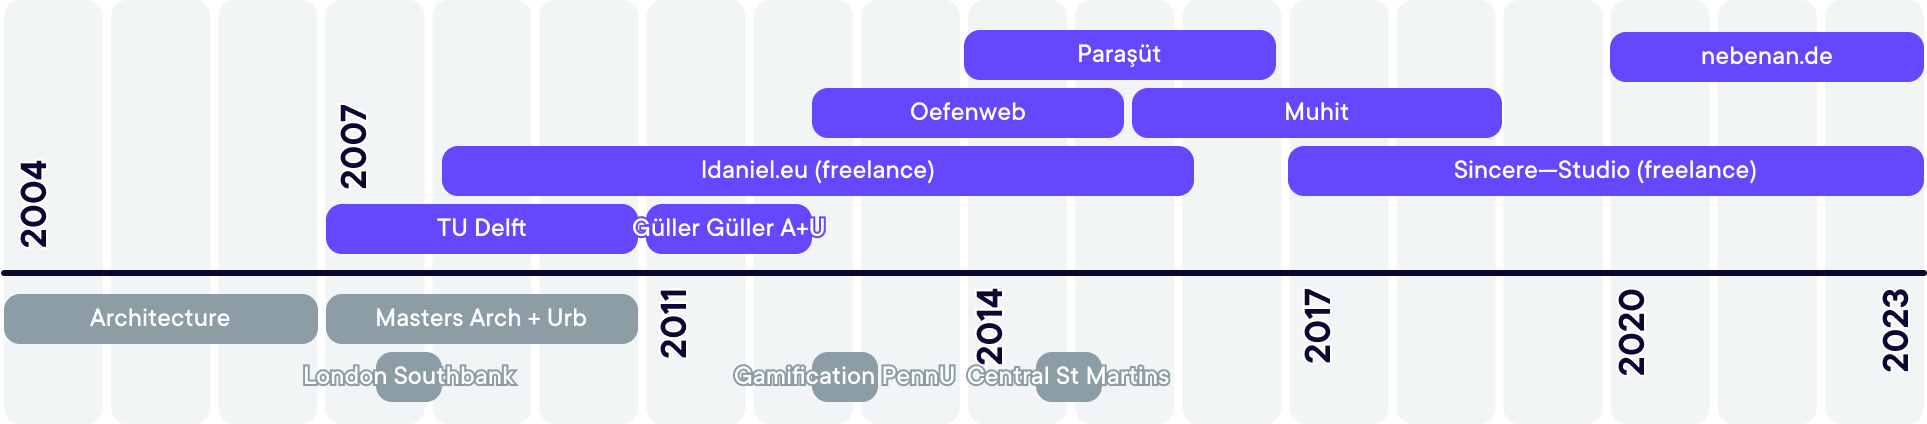 Paraşüt
nebenan.de
Oefenweb
Muhit
2007
Idaniel.eu (freelance)
Sincere—Studio (freelance)
2004
TU Delft
Güller Güller A+U
Architecture
Masters Arch + Urb
2011
2014
2017
2020
2023
London Southbank
Gamification PennU
Central St Martins